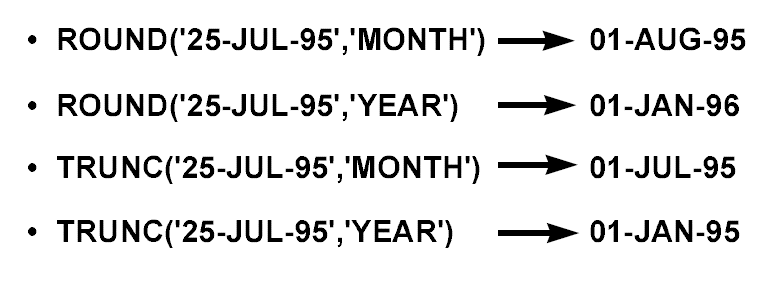 • ROUND('25-JUL-95','MONTH') → 01-AUG-95
• ROUND('25-JUL-95','YEAR') → 01-JAN-96
• TRUNC('25-JUL-95','MONTH') → 01-JUL-95
• TRUNC('25-JUL-95','YEAR') → 01-JAN-95